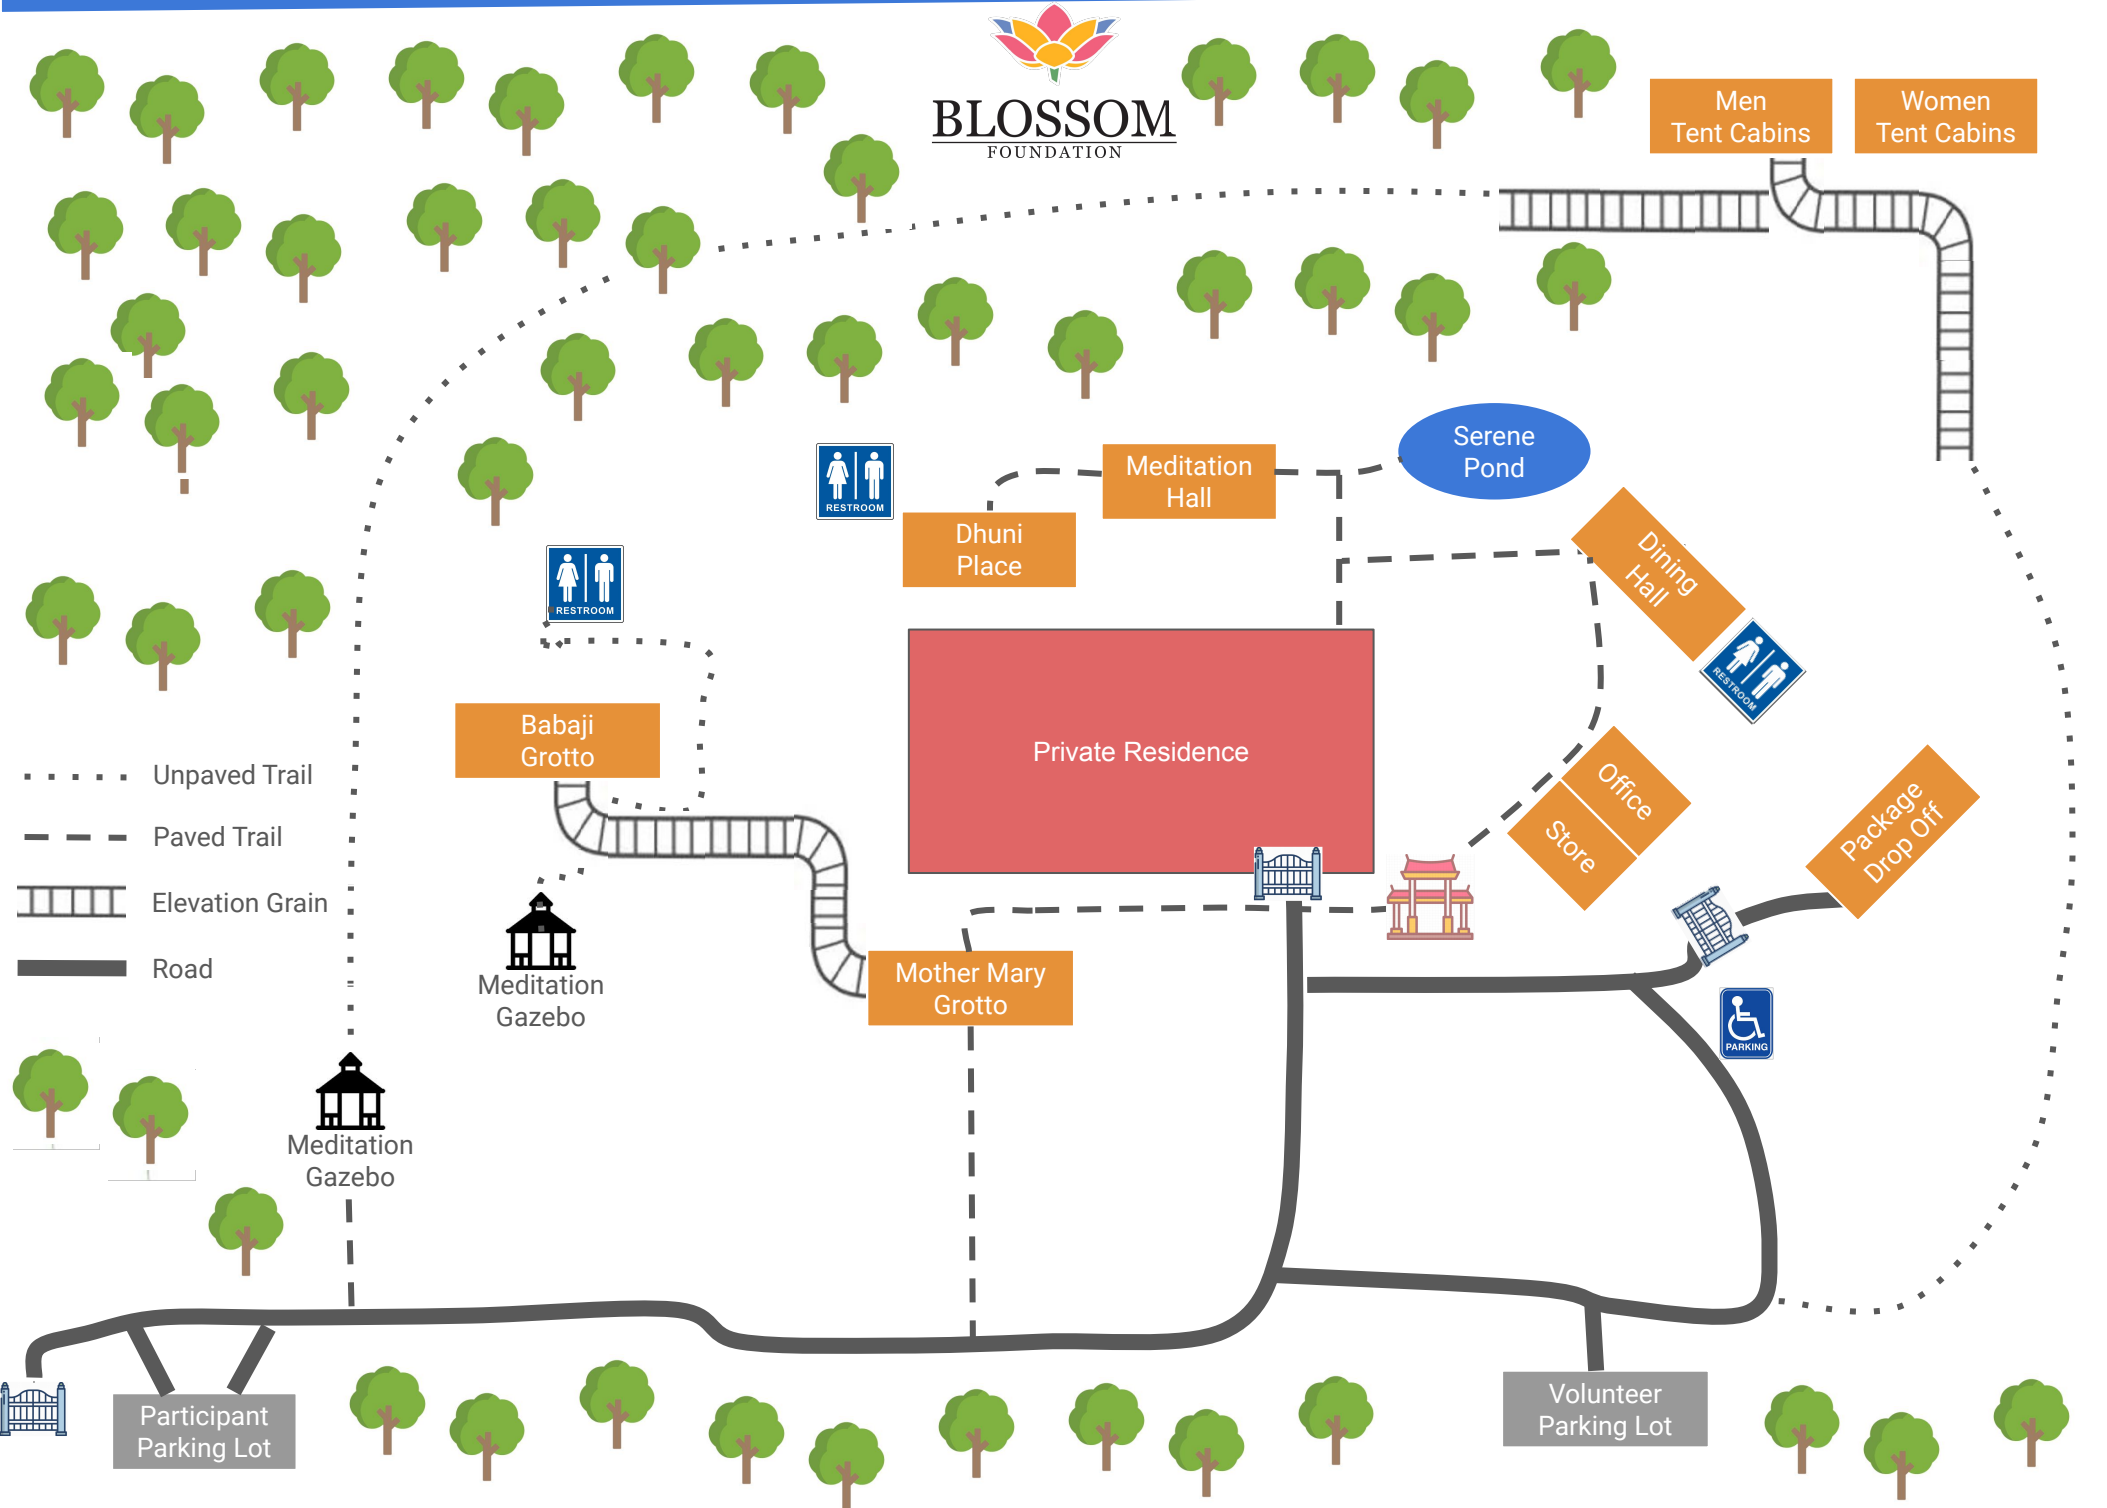 BLOSSOM
FOUNDATION
Men
Tent Cabins
Women
Tent Cabins
Serene
Pond
Meditation
Hall
RESTROOM
Dhuni
Place
Dining
Hall
RESTROOM
RESTROOM
Babaji
Grotto
Private Residence
Office
Store
Package
Drop Off
Unpaved Trail
Paved Trail
Elevation Grain
Road
Meditation
Gazebo
Mother Mary
Grotto
PARKING
Meditation
Gazebo
Participant
Parking Lot
Volunteer
Parking Lot